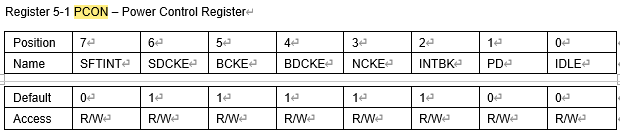 Register 5-1 PCON – Power Control Register↵
Position 7↵ 6↵ 5↵ 4↵ 3↵ 2↵ 1↵ 0↵
Name SFTINT↵ SDCKE↵ BCKE↵ BDCKE↵ NCKE↵ INTBK↵ PD↵ IDLE↵
Default 0↵ 1↵ 1↵ 1↵ 1↵ 1↵ 0↵ 0↵
Access R/W↵ R/W↵ R/W↵ R/W↵ R/W↵ R/W↵ R/W↵ R/W↵